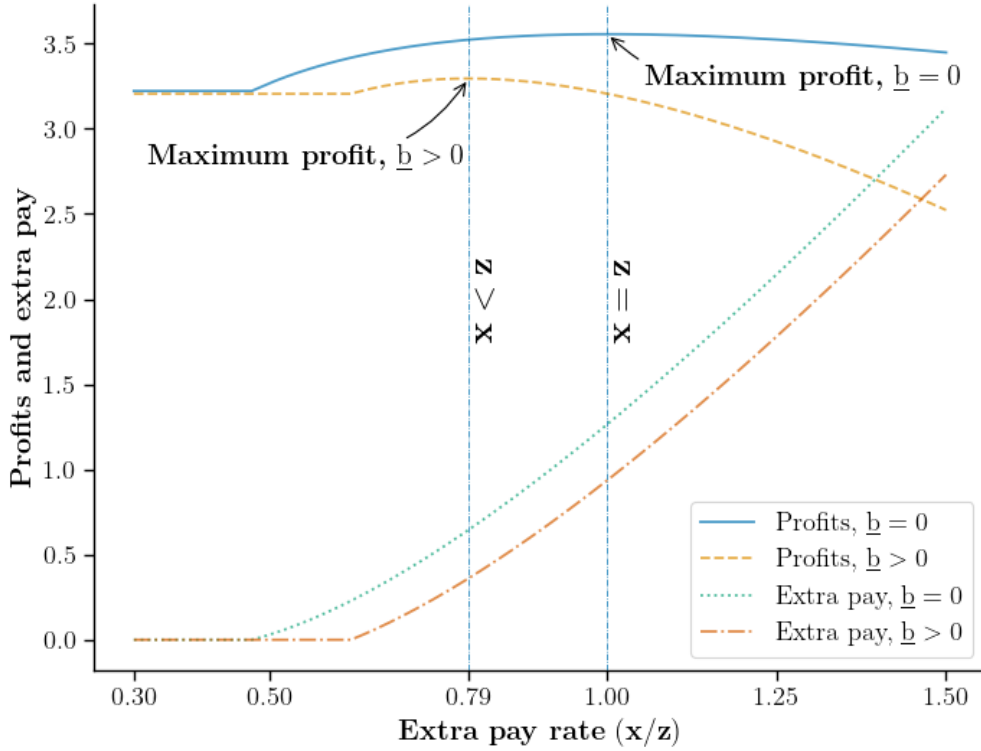 3.5
3.0
2.5
2.0
1.5
1.0
0.5
0.0
Profits and extra pay
Maximum profit, b = 0
Maximum profit, b > 0
x < z
x = z
Profits, b = 0
Profits, b > 0
Extra pay, b = 0
Extra pay, b > 0
0.30
0.50
0.79
1.00
1.25
1.50
Extra pay rate (x/z)